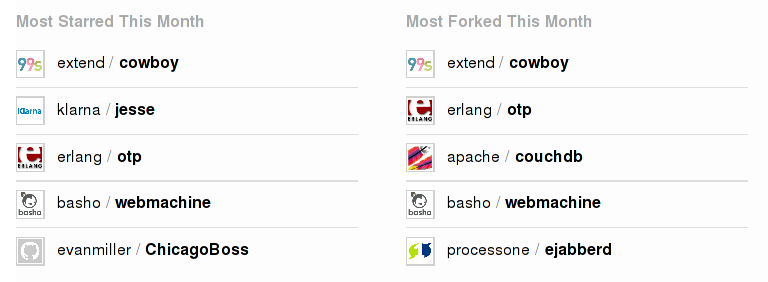 Most Starred This Month
99s
extend / cowboy
Klarna
klarna / jesse
ERLANG
erlang / otp
basho
basho / webmachine
evanmiller / ChicagoBoss
Most Forked This Month
99s
extend / cowboy
ERLANG
erlang / otp
apache / couchdb
basho
basho / webmachine
processone / ejabberd